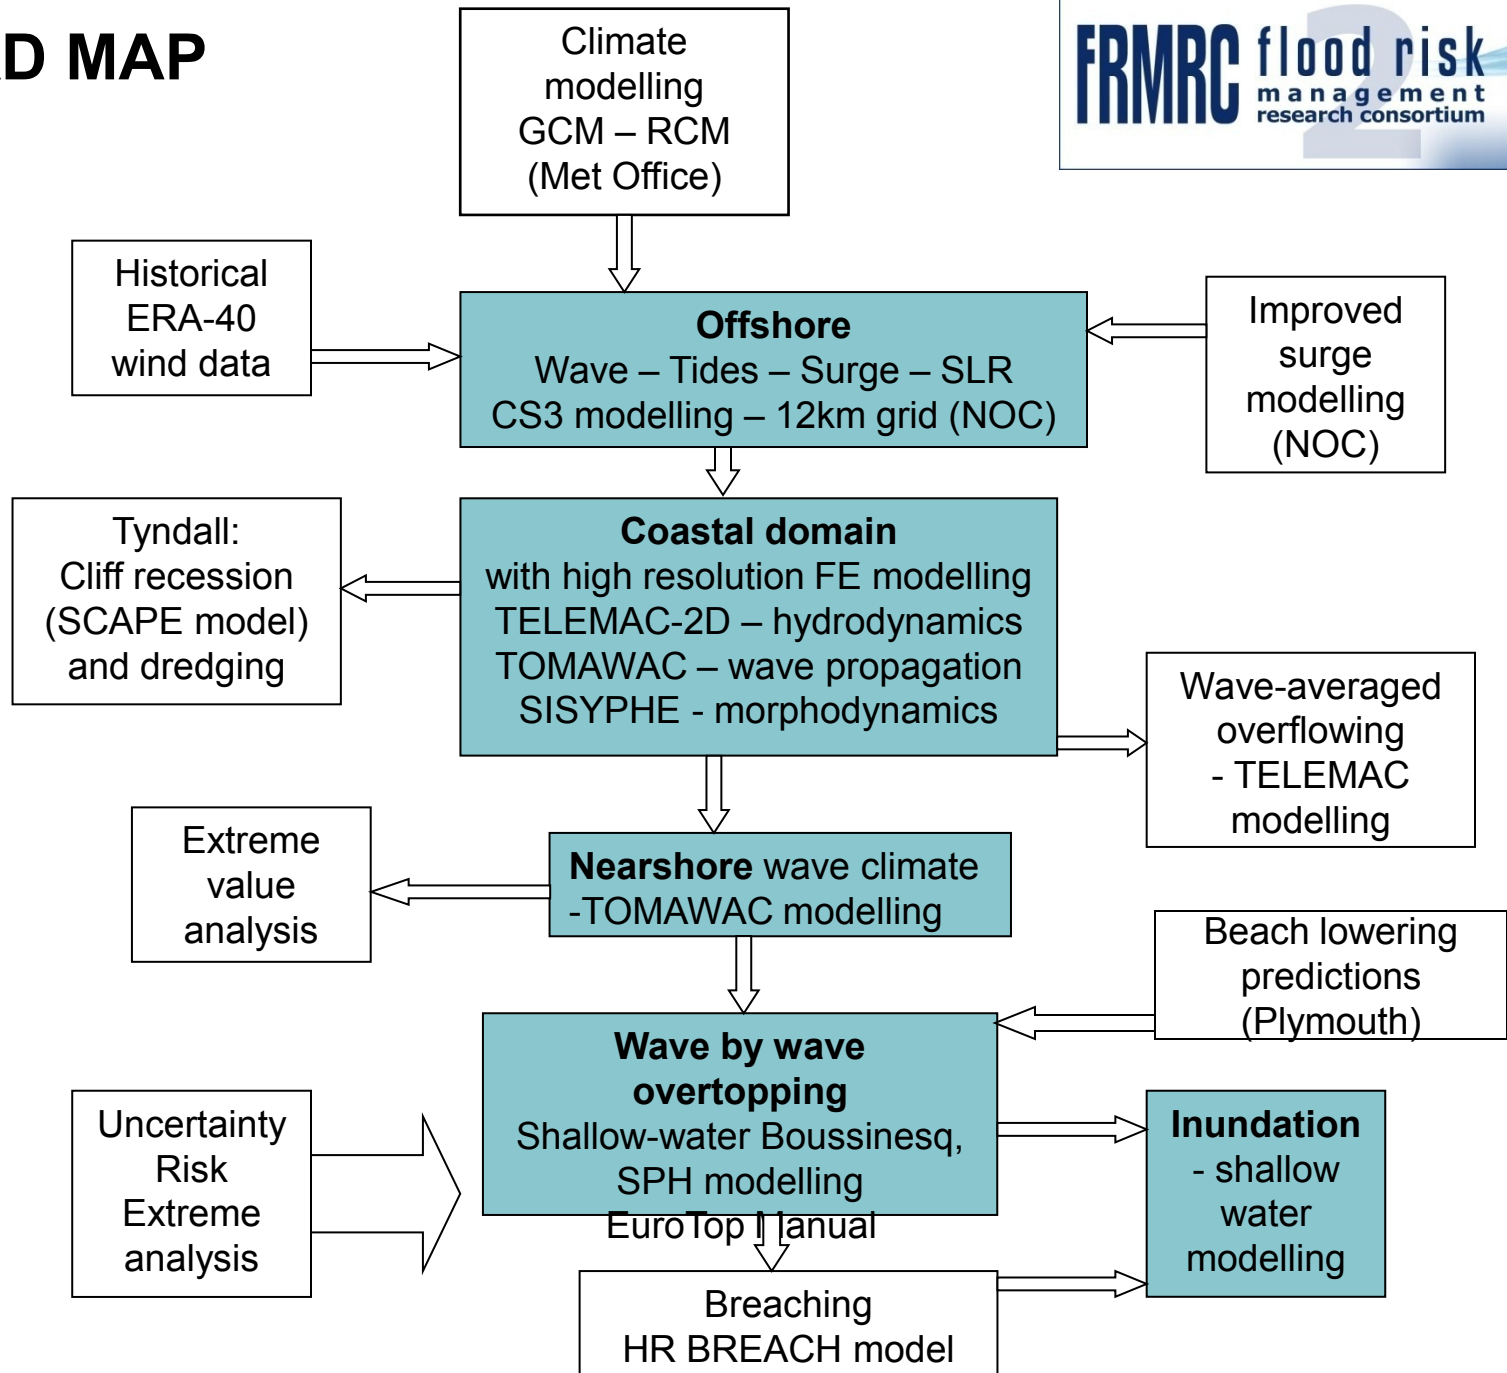 D MAP
FRMRC flood risk
management
research consortium
2
Climate
modelling
GCM – RCM
(Met Office)
Historical
ERA-40
wind data
Offshore
Wave – Tides – Surge – SLR
CS3 modelling – 12km grid (NOC)
Improved
surge
modelling
(NOC)
Tyndall:
Cliff recession
(SCAPE model)
and dredging
Coastal domain
with high resolution FE modelling
TELEMAC-2D – hydrodynamics
TOMAWAC – wave propagation
SISYPHE - morphodynamics
Wave-averaged
overflowing
- TELEMAC
modelling
Extreme
value
analysis
Nearshore wave climate
-TOMAWAC modelling
Beach lowering
predictions
(Plymouth)
Wave by wave
overtopping
Shallow-water Boussinesq,
SPH modelling
EuroTop Manual
Uncertainty
Risk
Extreme
analysis
Inundation
- shallow
water
modelling
Breaching
HR BREACH model